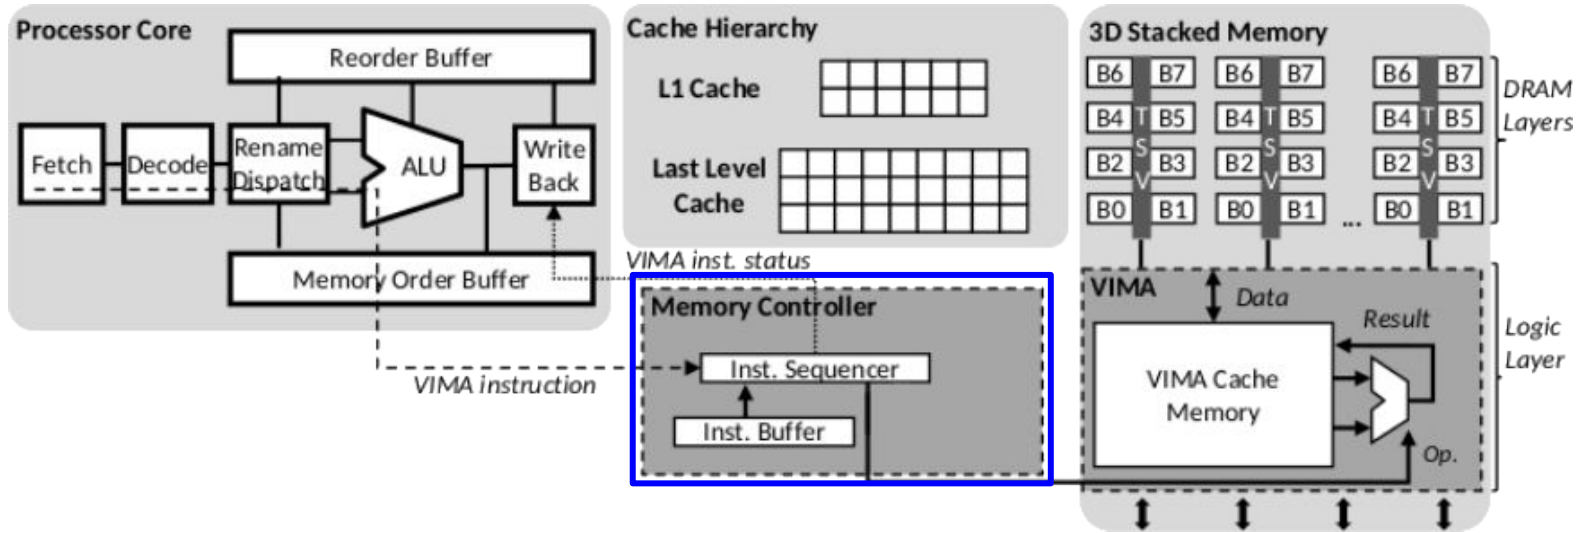 Processor Core
Reorder Buffer
Fetch
Decode
Rename
Dispatch
ALU
Write
Back
Memory Order Buffer
VIMA instruction
VIMA inst. status
Cache Hierarchy
L1 Cache
Last Level
Cache
Memory Controller
Inst. Sequencer
Inst. Buffer
3D Stacked Memory
B6 T B7 B6 T B7 B6 T B7
B4 B5 B4 B5 B4 B5
S S S
B2 B3 B2 B3 B2 B3
V V V
B0 B1 B0 B1 ... B0 B1
DRAM
Layers
VIMA
Data
Result
VIMA Cache
Memory
Op.
Logic
Layer